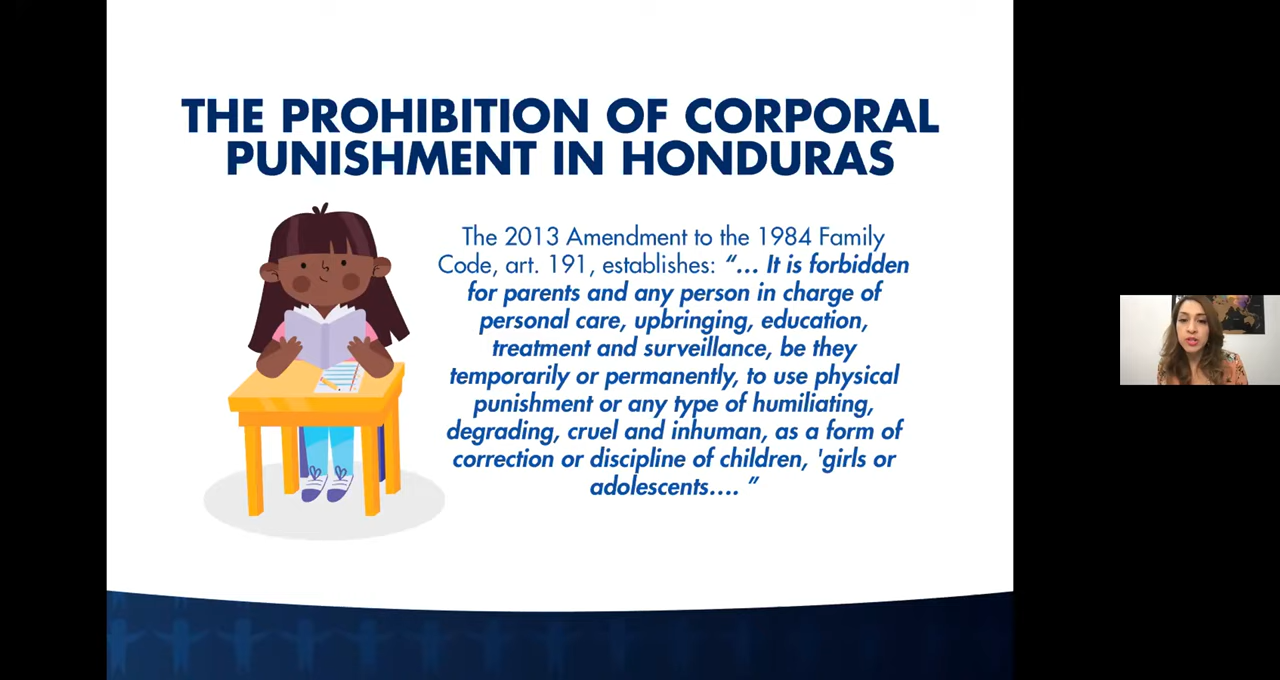 THE PROHIBITION OF CORPORAL
PUNISHMENT IN HONDURAS
The 2013 Amendment to the 1984 Family
Code, art. 191, establishes: “... It is forbidden
for parents and any person in charge of
personal care, upbringing, education,
treatment and surveillance, be they
temporarily or permanently, to use physical
punishment or any type of humiliating,
degrading, cruel and inhuman, as a form of
correction or discipline of children, 'girls or
adolescents.... ”